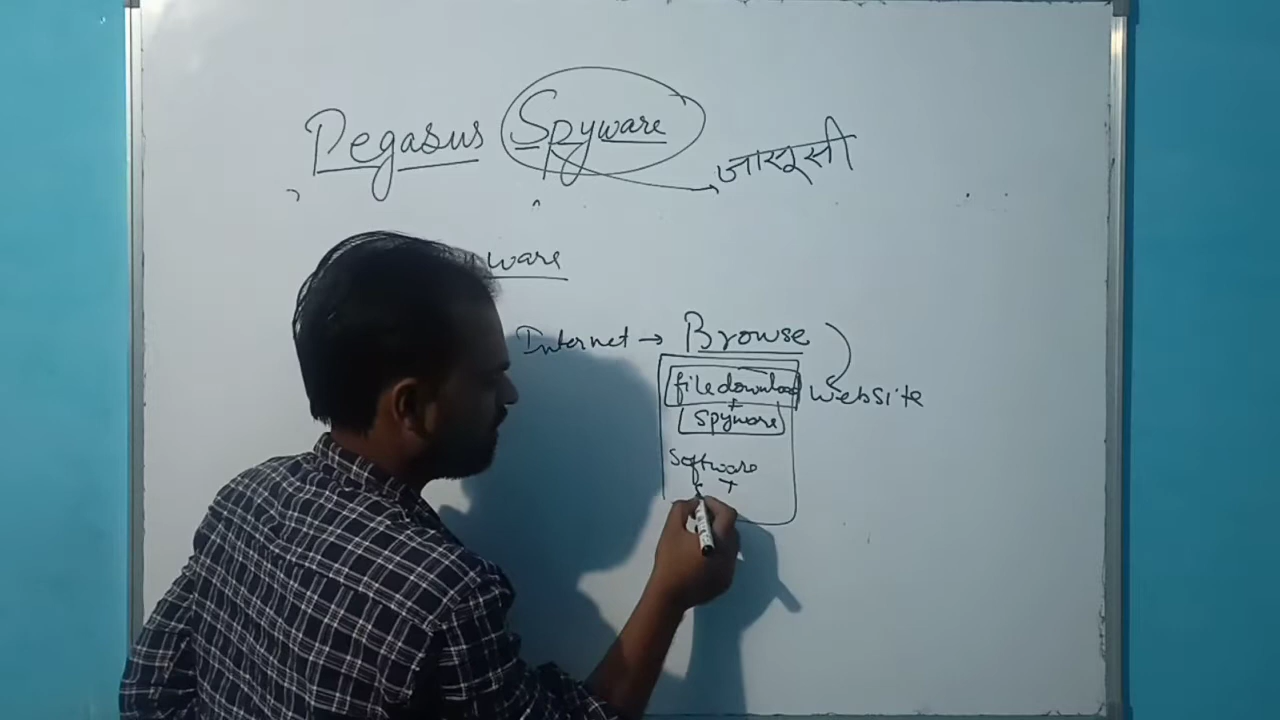 Pegasus Spyware
जासूसी
ware
Internet → Browse
file download
Website
+
Spyware
Software
+